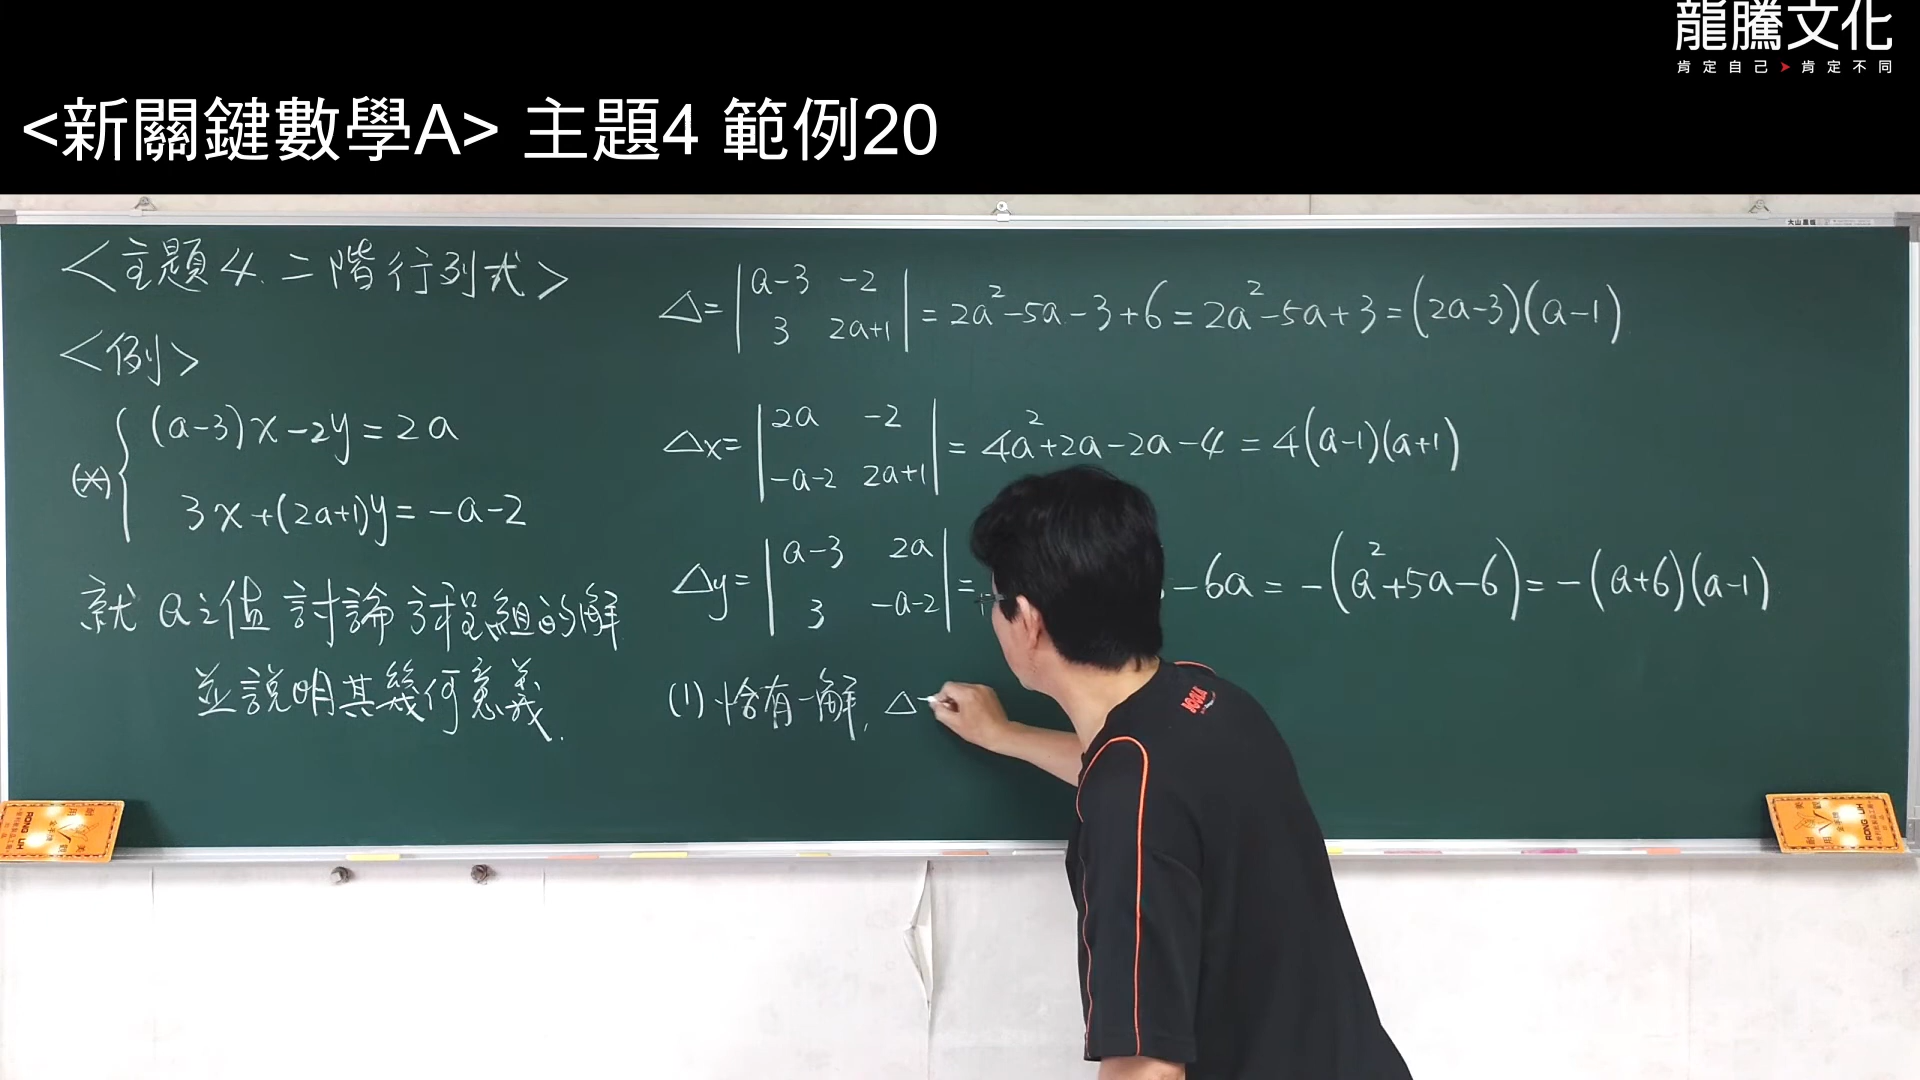 龍騰文化
肯定自己➤肯定不同
<新關鍵數學A> 主題4 範例20
<主題4. 二階行列式>
<例>
(*) { (a-3)x-2y=2a
3x+(2a+1)y=-a-2
就a之值討論方程組的解
並說明其幾何意義.
Δ= | a-3 -2 |
| 3 2a+1 | = 2a²-5a-3+6 = 2a²-5a+3 = (2a-3)(a-1)
Δx= | 2a -2 |
| -a-2 2a+1 | = 4a²+2a-2a-4 = 4(a-1)(a+1)
Δy= | a-3 2a |
| 3 -a-2 | = -6a = -(a²+5a-6) = -(a+6)(a-1)
(1) 恰有一解, Δ
RONG LIH
RONG LIH